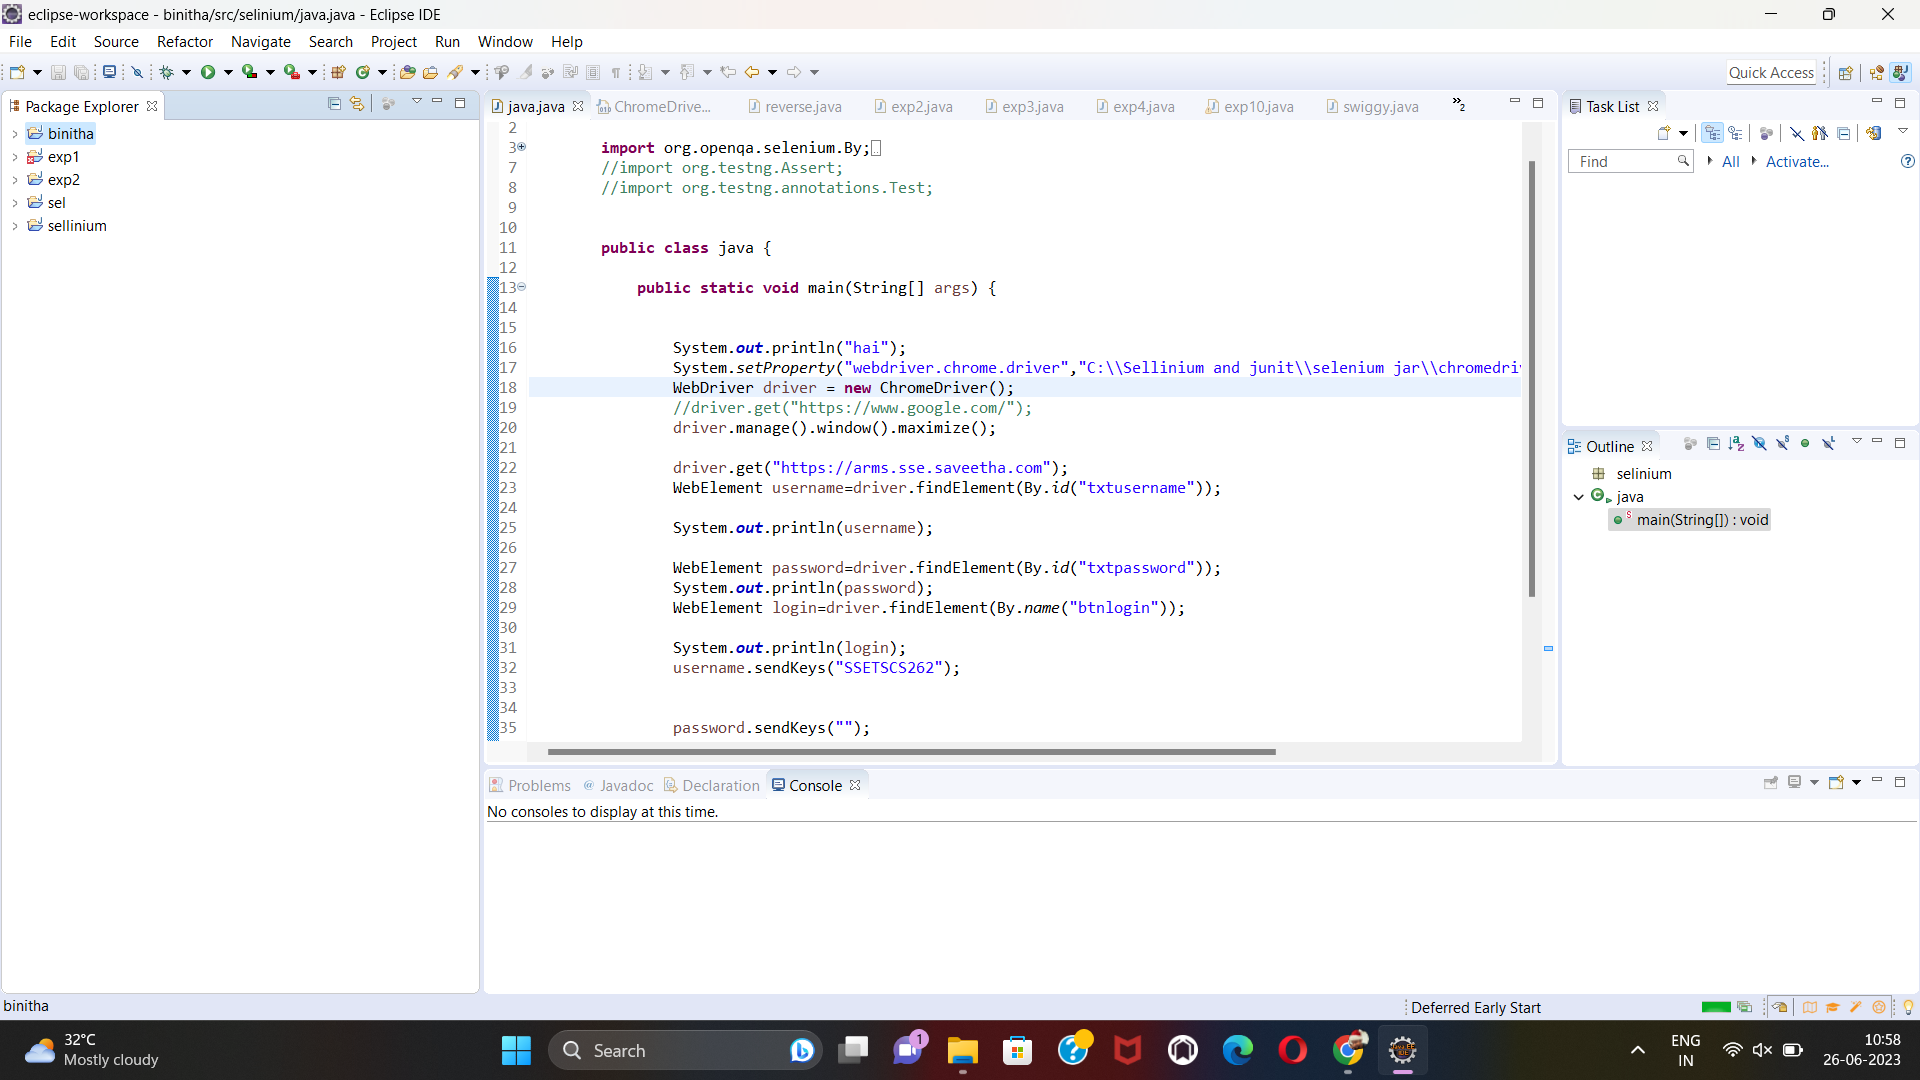 eclipse-workspace - binitha/src/selinium/java.java - Eclipse IDE
File Edit Source Refactor Navigate Search Project Run Window Help
Quick Access
Package Explorer
binitha
exp1
exp2
sel
sellinium
java.java ChromeDrive... reverse.java exp2.java exp3.java exp4.java exp10.java swiggy.java »2
2
3 import org.openqa.selenium.By;
7 //import org.testng.Assert;
8 //import org.testng.annotations.Test;
9
10
11 public class java {
12
13 public static void main(String[] args) {
14
15
16 System.out.println("hai");
17 System.setProperty("webdriver.chrome.driver","C:\\Sellinium and junit\\selenium jar\\chromedri
18 WebDriver driver = new ChromeDriver();
19 //driver.get("https://www.google.com/");
20 driver.manage().window().maximize();
21
22 driver.get("https://arms.sse.saveetha.com");
23 WebElement username=driver.findElement(By.id("txtusername"));
24
25 System.out.println(username);
26
27 WebElement password=driver.findElement(By.id("txtpassword"));
28 System.out.println(password);
29 WebElement login=driver.findElement(By.name("btnlogin"));
30
31 System.out.println(login);
32 username.sendKeys("SSETSCS262");
33
34
35 password.sendKeys("");
Task List
Find All Activate...
Outline
selinium
java
main(String[]) : void
Problems Javadoc Declaration Console
No consoles to display at this time.
binitha
Deferred Early Start
32°C
Mostly cloudy
Search
1
ENG
IN
10:58
26-06-2023